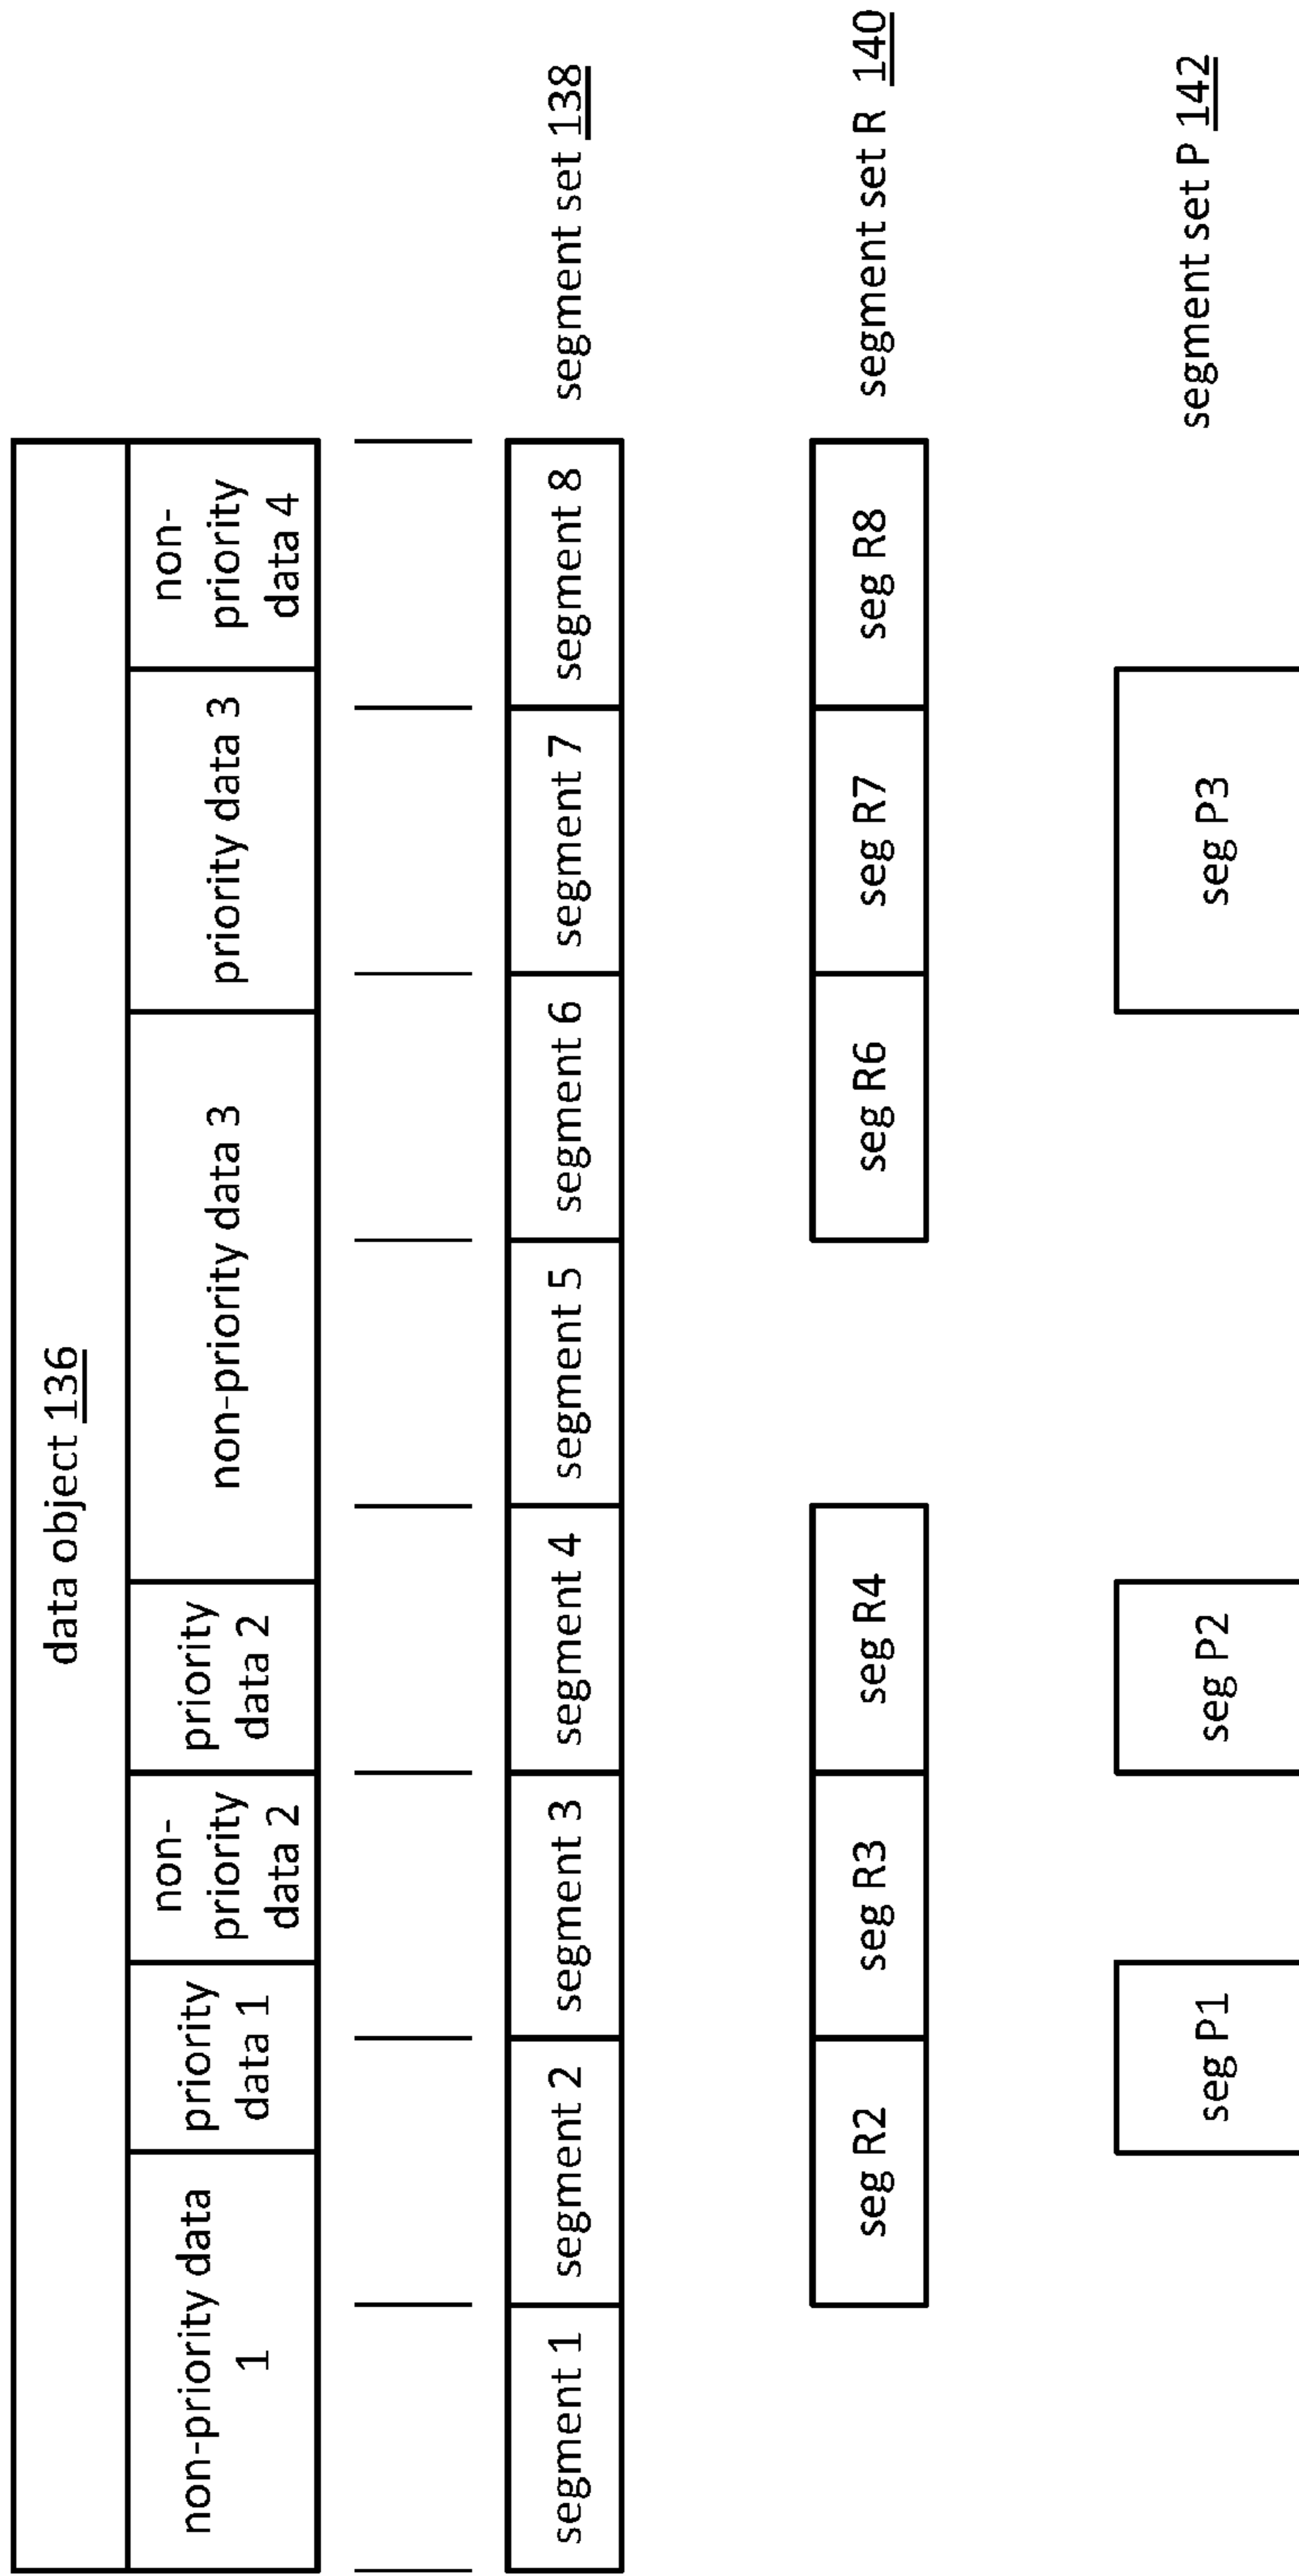 data object 136
non-priority data
1
priority
data 1
non-
priority
data 2
priority
data 2
non-priority data 3
priority data 3
non-
priority
data 4
segment 1
segment 2
segment 3
segment 4
segment 5
segment 6
segment 7
segment 8
segment set 138
seg R2
seg R3
seg R4
seg R6
seg R7
seg R8
segment set R 140
seg P1
seg P2
seg P3
segment set P 142